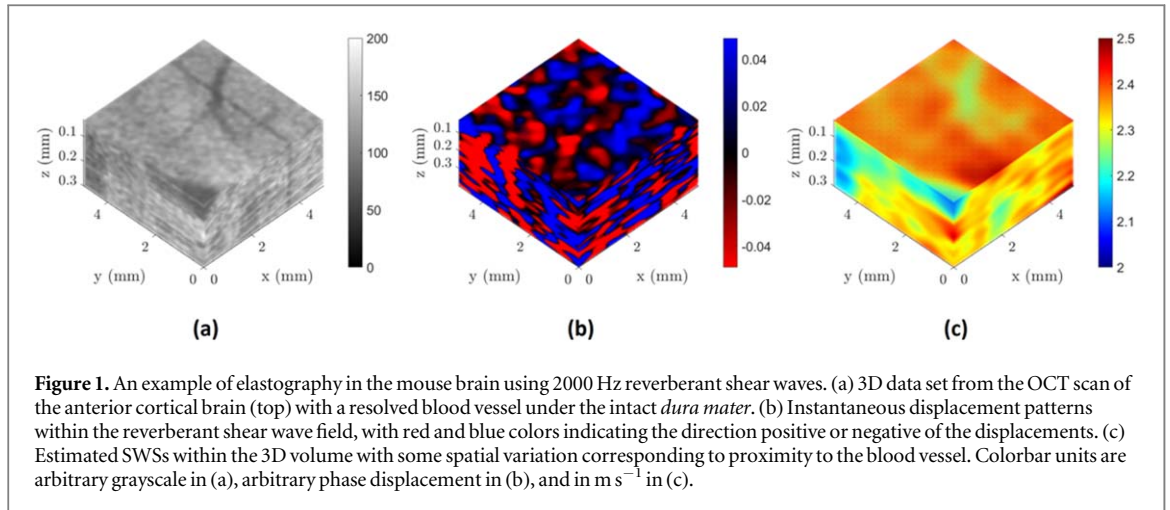 200
150
100
50
0
0.1
0.2
0.3
z (mm)
4
2
0
y (mm)
0
2
4
x (mm)
(a)
0.04
0.02
0
-0.02
-0.04
0.1
0.2
0.3
z (mm)
4
2
0
y (mm)
0
2
4
x (mm)
(b)
2.5
2.4
2.3
2.2
2.1
2
0.1
0.2
0.3
z (mm)
4
2
0
y (mm)
0
2
4
x (mm)
(c)
Figure 1. An example of elastography in the mouse brain using 2000 Hz reverberant shear waves. (a) 3D data set from the OCT scan of
the anterior cortical brain (top) with a resolved blood vessel under the intact dura mater. (b) Instantaneous displacement patterns
within the reverberant shear wave field, with red and blue colors indicating the direction positive or negative of the displacements. (c)
Estimated SWSs within the 3D volume with some spatial variation corresponding to proximity to the blood vessel. Colorbar units are
arbitrary grayscale in (a), arbitrary phase displacement in (b), and in m s⁻¹ in (c).